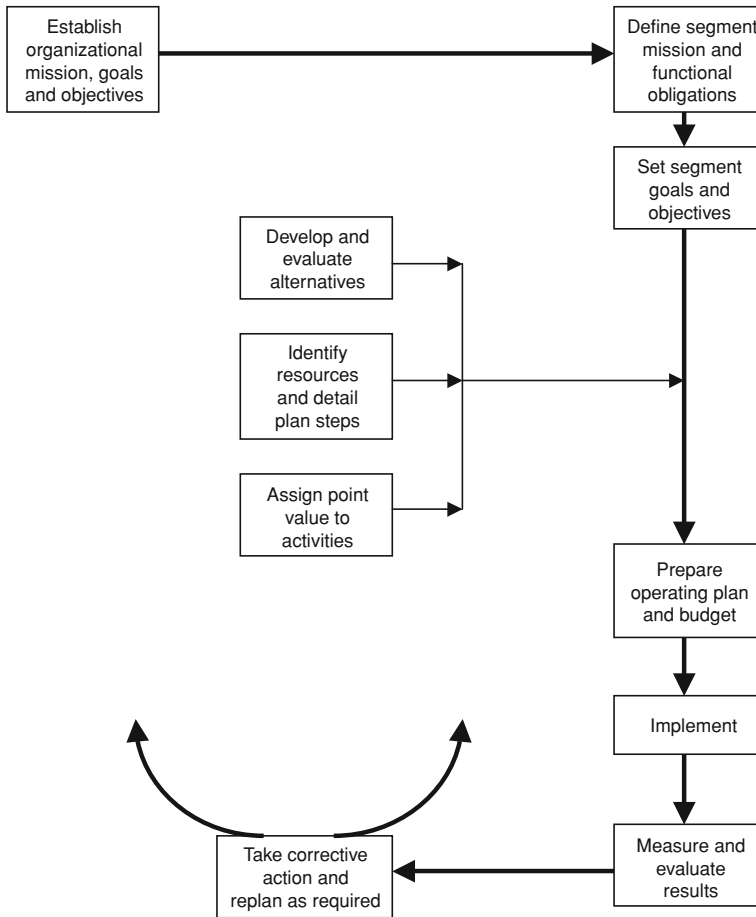 Establish
organizational
mission, goals
and objectives
Define segment
mission and
functional
obligations
Set segment
goals and
objectives
Develop and
evaluate
alternatives
Identify
resources
and detail
plan steps
Assign point
value to
activities
Prepare
operating plan
and budget
Implement
Measure and
evaluate
results
Take corrective
action and
replan as required